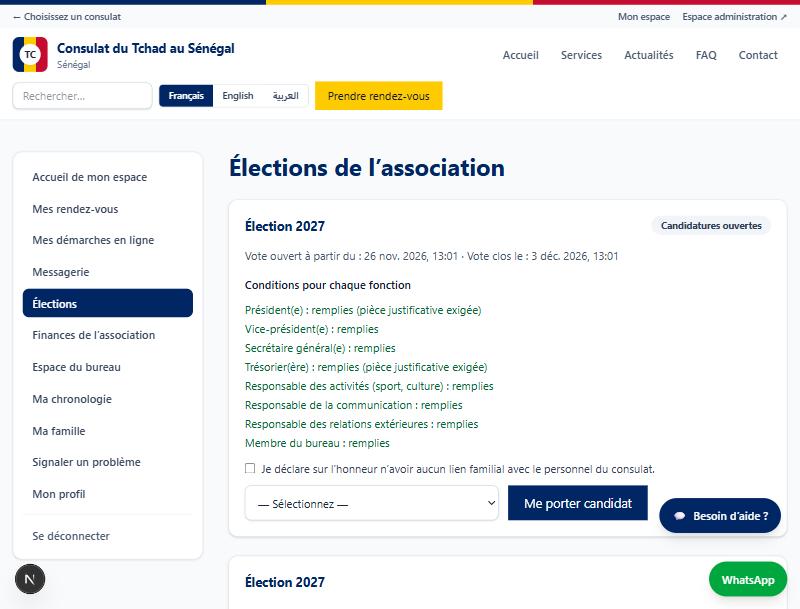 ← Choisissez un consulat
Mon espace
Espace administration ↗
TC
Consulat du Tchad au Sénégal
Sénégal
Accueil
Services
Actualités
FAQ
Contact
Rechercher...
Français
English
العربية
Prendre rendez-vous
Accueil de mon espace
Mes rendez-vous
Mes démarches en ligne
Messagerie
Élections
Finances de l’association
Espace du bureau
Ma chronologie
Ma famille
Signaler un problème
Mon profil
Se déconnecter
N
Élections de l’association
Élection 2027
Candidatures ouvertes
Vote ouvert à partir du : 26 nov. 2026, 13:01 · Vote clos le : 3 déc. 2026, 13:01
Conditions pour chaque fonction
Président(e) : remplies (pièce justificative exigée)
Vice-président(e) : remplies
Secrétaire général(e) : remplies
Trésorier(ère) : remplies (pièce justificative exigée)
Responsable des activités (sport, culture) : remplies
Responsable de la communication : remplies
Responsable des relations extérieures : remplies
Membre du bureau : remplies
Je déclare sur l’honneur n’avoir aucun lien familial avec le personnel du consulat.
— Sélectionnez —
Me porter candidat
Besoin d’aide ?
Élection 2027
WhatsApp